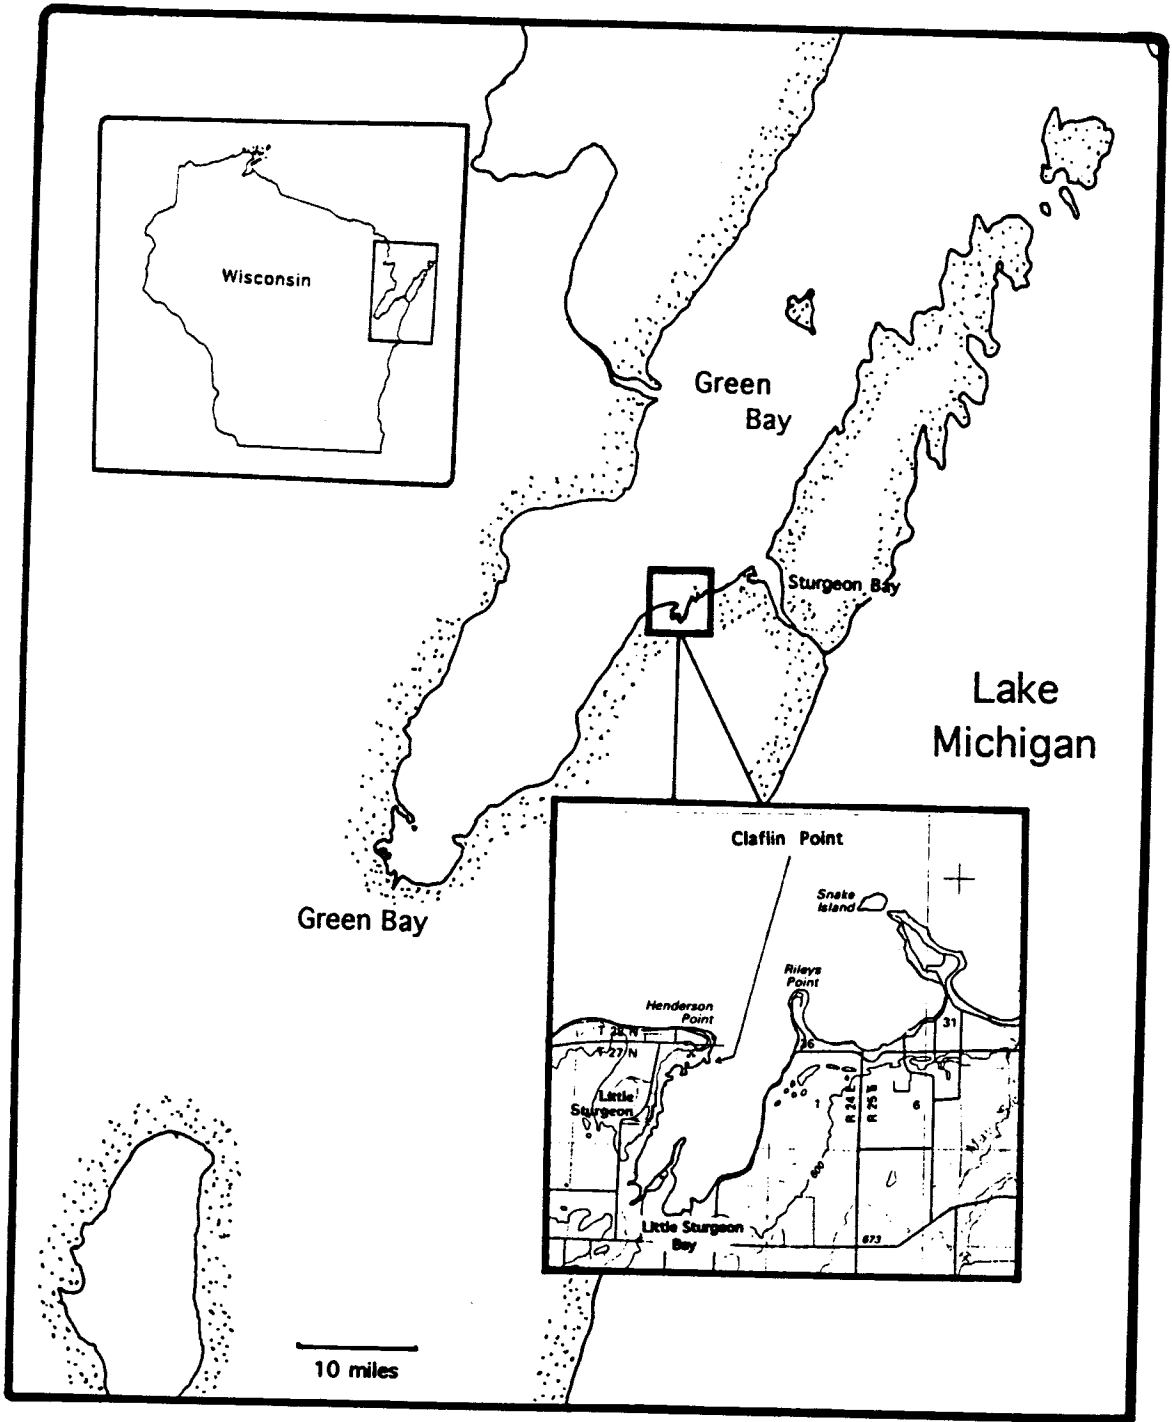 Wisconsin
Green
Bay
Sturgeon Bay
Lake
Michigan
Green Bay
Claflin Point
Snake
Island
Rileys
Point
Henderson
Point
T 28 N
T 27 N
31
36
Little
Sturgeon
1
R 24 E
R 25 E
6
600
Little Sturgeon
Bay
673
10 miles